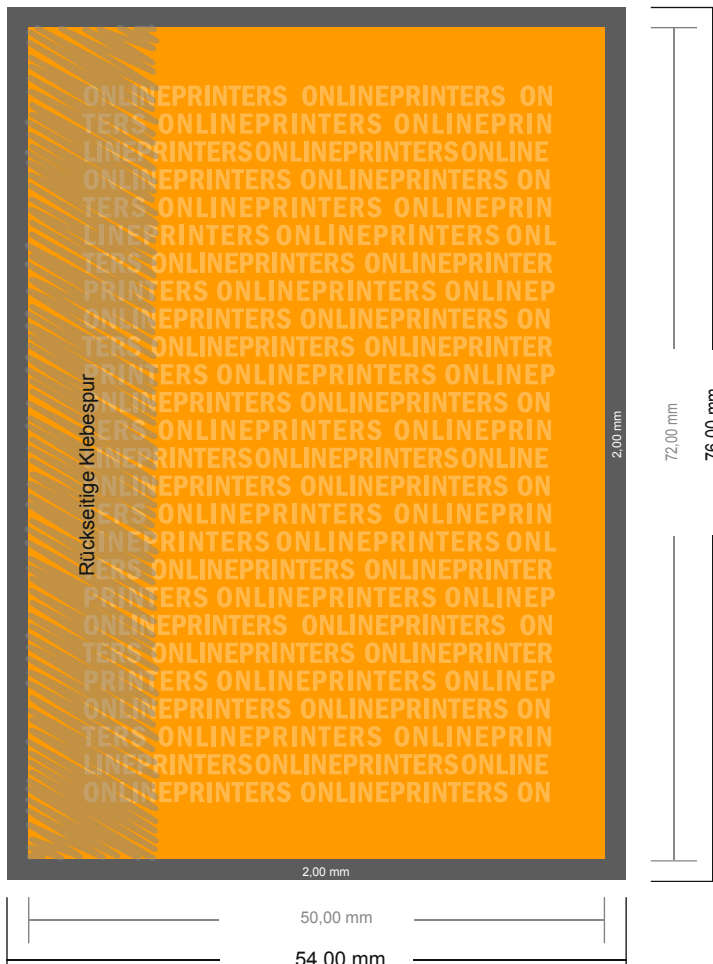 ONLINEPRINTERS ONLINEPRINTERS ON
TERS ONLINEPRINTERS ONLINEPRIN
LINEPRINTERSONLINEPRINTERSONLINE
ONLINEPRINTERS ONLINEPRINTERS ON
TERS ONLINEPRINTERS ONLINEPRIN
LINEPRINTERS ONLINEPRINTERS ONL
TERS ONLINEPRINTERS ONLINEPRINTER
PRINTERS ONLINEPRINTERS ONLINEP
ONLINEPRINTERS ONLINEPRINTERS ON
TERS ONLINEPRINTERS ONLINEPRINTER
PRINTERS ONLINEPRINTERS ONLINEP
ONLINEPRINTERS ONLINEPRINTERS ON
TERS ONLINEPRINTERS ONLINEPRIN
LINEPRINTERSONLINEPRINTERSONLINE
ONLINEPRINTERS ONLINEPRINTERS ON
TERS ONLINEPRINTERS ONLINEPRIN
LINEPRINTERS ONLINEPRINTERS ONL
TERS ONLINEPRINTERS ONLINEPRINTER
PRINTERS ONLINEPRINTERS ONLINEP
ONLINEPRINTERS ONLINEPRINTERS ON
TERS ONLINEPRINTERS ONLINEPRINTER
PRINTERS ONLINEPRINTERS ONLINEP
ONLINEPRINTERS ONLINEPRINTERS ON
TERS ONLINEPRINTERS ONLINEPRIN
LINEPRINTERSONLINEPRINTERSONLINE
ONLINEPRINTERS ONLINEPRINTERS ON
Rückseitige Klebespur
2,00 mm
72,00 mm
76,00 mm
2,00 mm
50,00 mm
54,00 mm